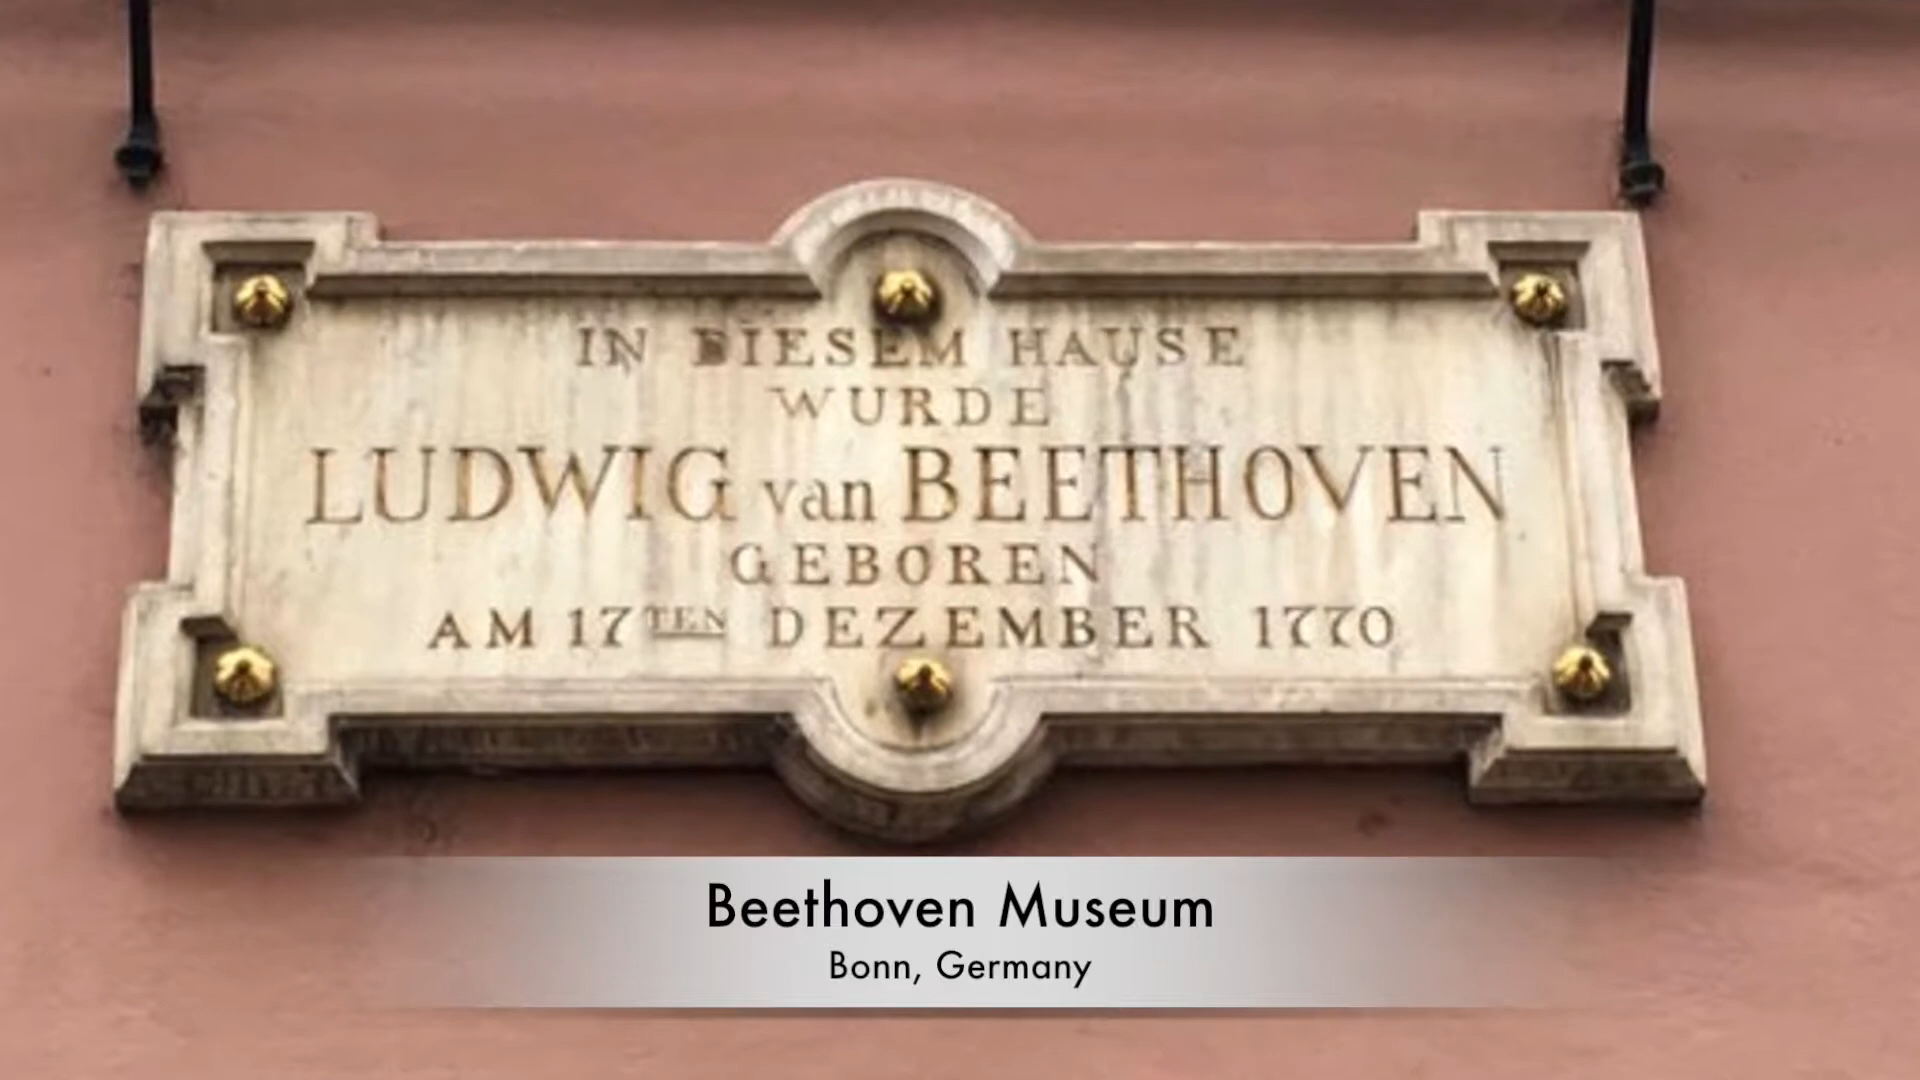 IN DIESEM HAUSE
WURDE
LUDWIG van BEETHOVEN
GEBOREN
AM 17TEN DEZEMBER 1770
Beethoven Museum
Bonn, Germany